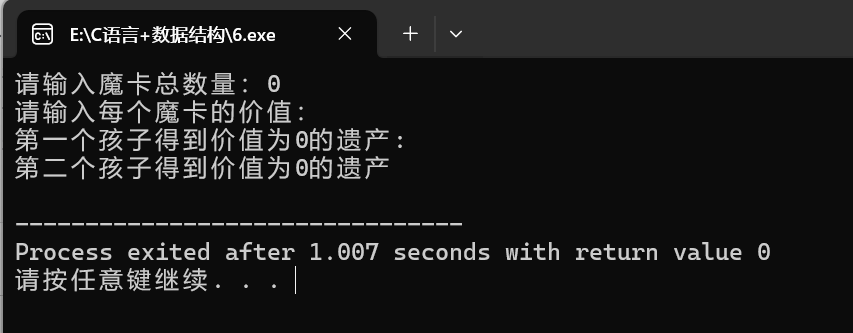 E:\C语言+数据结构\6.exe
请输入魔卡总数量: 0
请输入每个魔卡的价值:
第一个孩子得到价值为0的遗产:
第二个孩子得到价值为0的遗产
--------------------------------
Process exited after 1.007 seconds with return value 0
请按任意键继续. . .